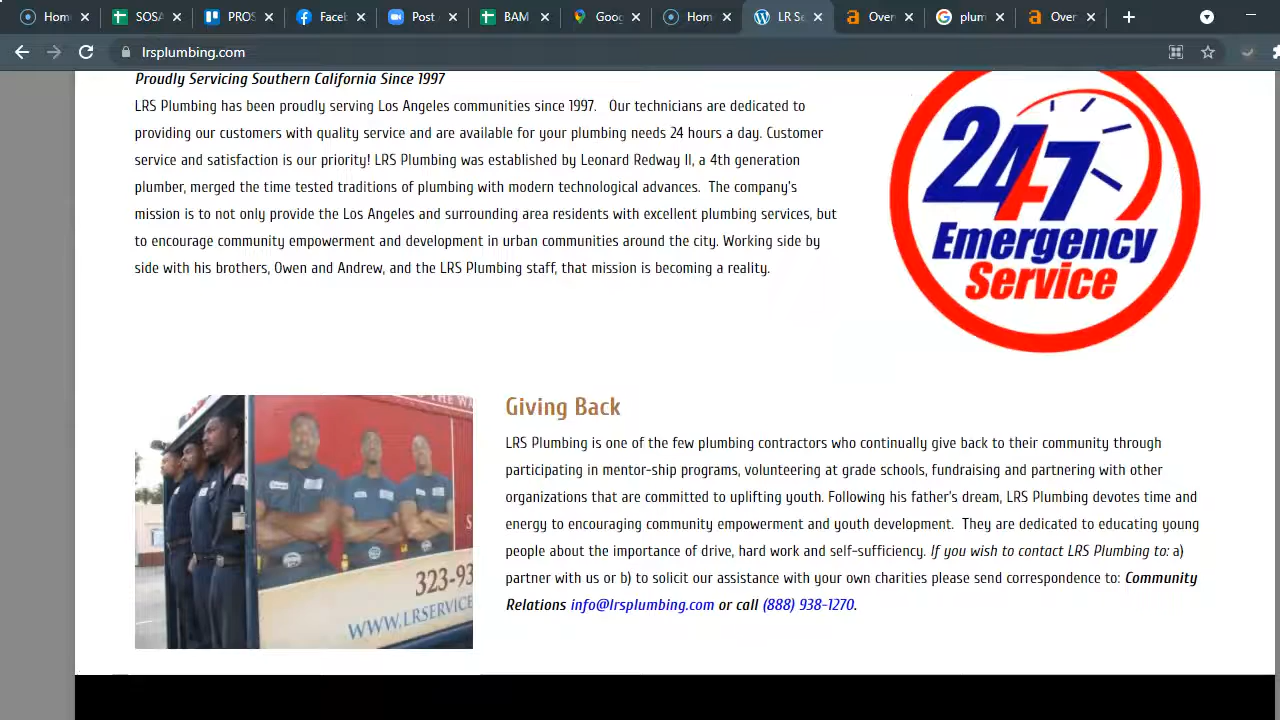 Hom
SOSA
PROS
Faceb
Post
BAM
Goog
Hom
LR Se
Over
plum
Over
lrsplumbing.com
Proudly Servicing Southern California Since 1997
LRS Plumbing has been proudly serving Los Angeles communities since 1997. Our technicians are dedicated to
providing our customers with quality service and are available for your plumbing needs 24 hours a day. Customer
service and satisfaction is our priority! LRS Plumbing was established by Leonard Redway II, a 4th generation
plumber, merged the time tested traditions of plumbing with modern technological advances. The company's
mission is to not only provide the Los Angeles and surrounding area residents with excellent plumbing services, but
to encourage community empowerment and development in urban communities around the city. Working side by
side with his brothers, Owen and Andrew, and the LRS Plumbing staff, that mission is becoming a reality.
247
Emergency
Service
THE WA
323-93
WWW.LRSERVICE
Giving Back
LRS Plumbing is one of the few plumbing contractors who continually give back to their community through
participating in mentor-ship programs, volunteering at grade schools, fundraising and partnering with other
organizations that are committed to uplifting youth. Following his father's dream, LRS Plumbing devotes time and
energy to encouraging community empowerment and youth development. They are dedicated to educating young
people about the importance of drive, hard work and self-sufficiency. If you wish to contact LRS Plumbing to: a)
partner with us or b) to solicit our assistance with your own charities please send correspondence to: Community
Relations info@lrsplumbing.com or call (888) 938-1270.